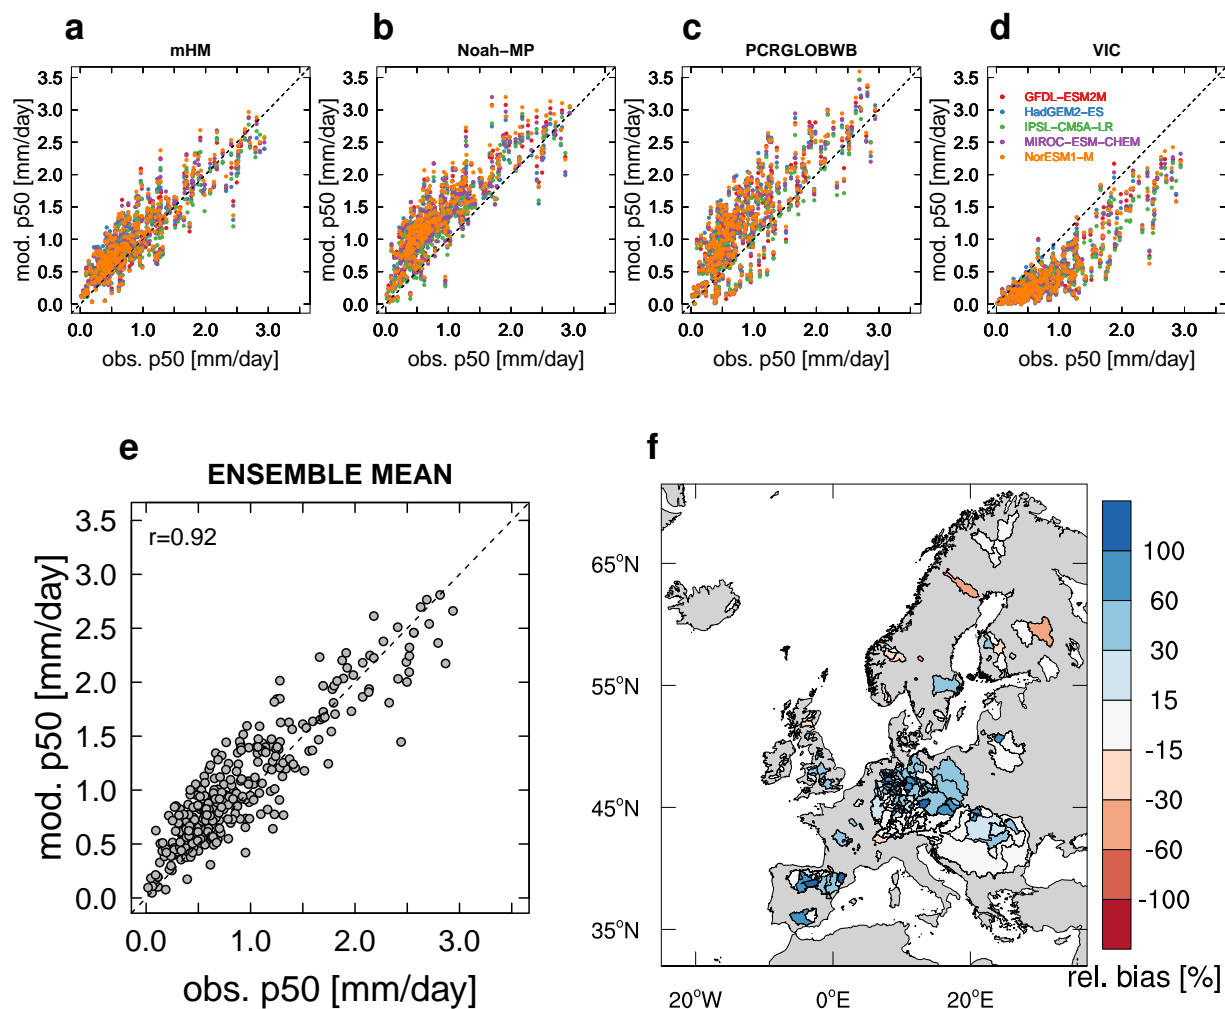 a
mHM
3.5
3.0
2.5
2.0
1.5
1.0
0.5
0.0
mod. p50 [mm/day]
0.0 1.0 2.0 3.0
obs. p50 [mm/day]
b
Noah−MP
3.5
3.0
2.5
2.0
1.5
1.0
0.5
0.0
mod. p50 [mm/day]
0.0 1.0 2.0 3.0
obs. p50 [mm/day]
c
PCRGLOBWB
3.5
3.0
2.5
2.0
1.5
1.0
0.5
0.0
mod. p50 [mm/day]
0.0 1.0 2.0 3.0
obs. p50 [mm/day]
d
VIC
3.5
3.0
2.5
2.0
1.5
1.0
0.5
0.0
mod. p50 [mm/day]
GFDL−ESM2M
HadGEM2−ES
IPSL−CM5A−LR
MIROC−ESM−CHEM
NorESM1−M
0.0 1.0 2.0 3.0
obs. p50 [mm/day]
e
ENSEMBLE MEAN
r=0.92
3.5
3.0
2.5
2.0
1.5
1.0
0.5
0.0
mod. p50 [mm/day]
0.0 1.0 2.0 3.0
obs. p50 [mm/day]
f
65°N
55°N
45°N
35°N
20°W 0°E 20°E
100
60
30
15
-15
-30
-60
-100
rel. bias [%]